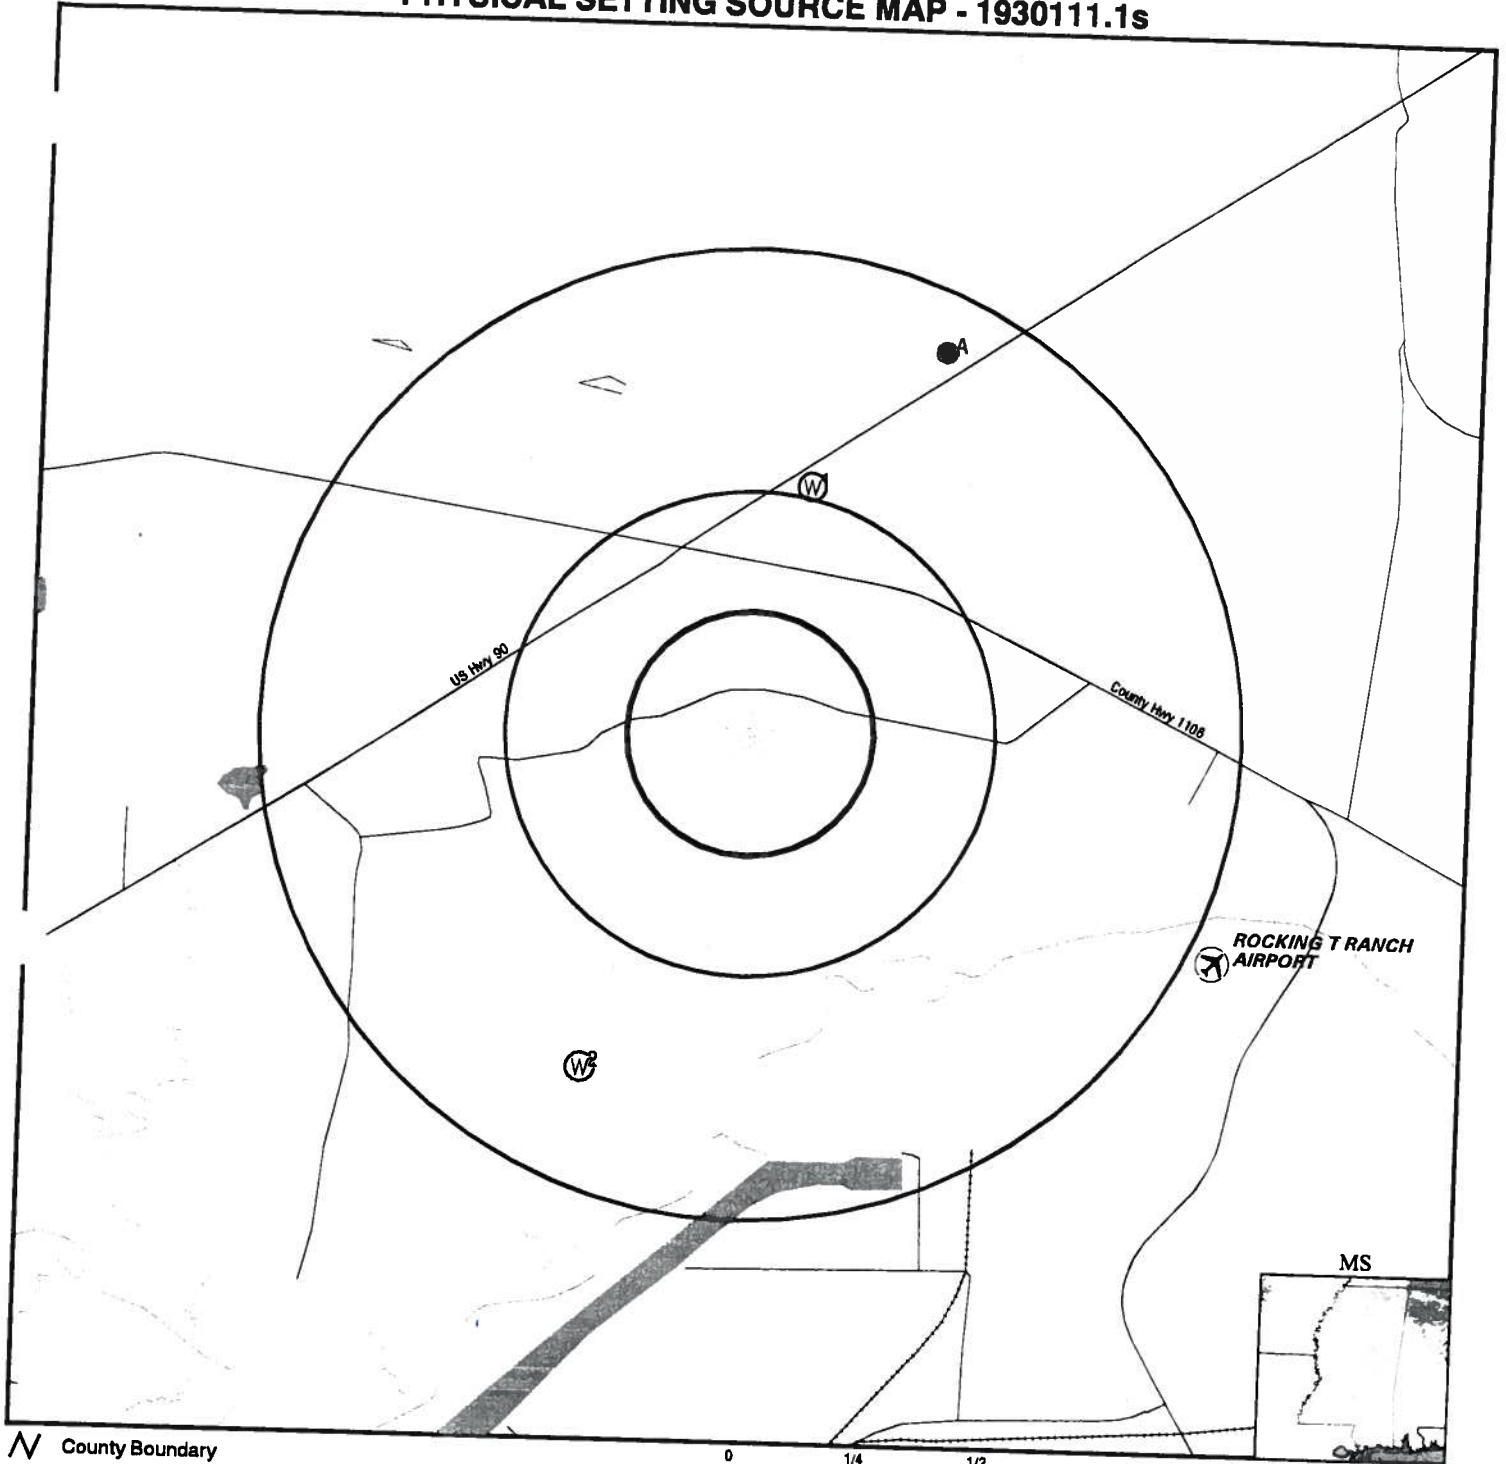 PHYSICAL SETTING SOURCE MAP - 1930111.1s
A
W1
US Hwy 90
County Hwy 1108
ROCKING T RANCH
AIRPORT
W2
MS
County Boundary
0
1/4
1/2